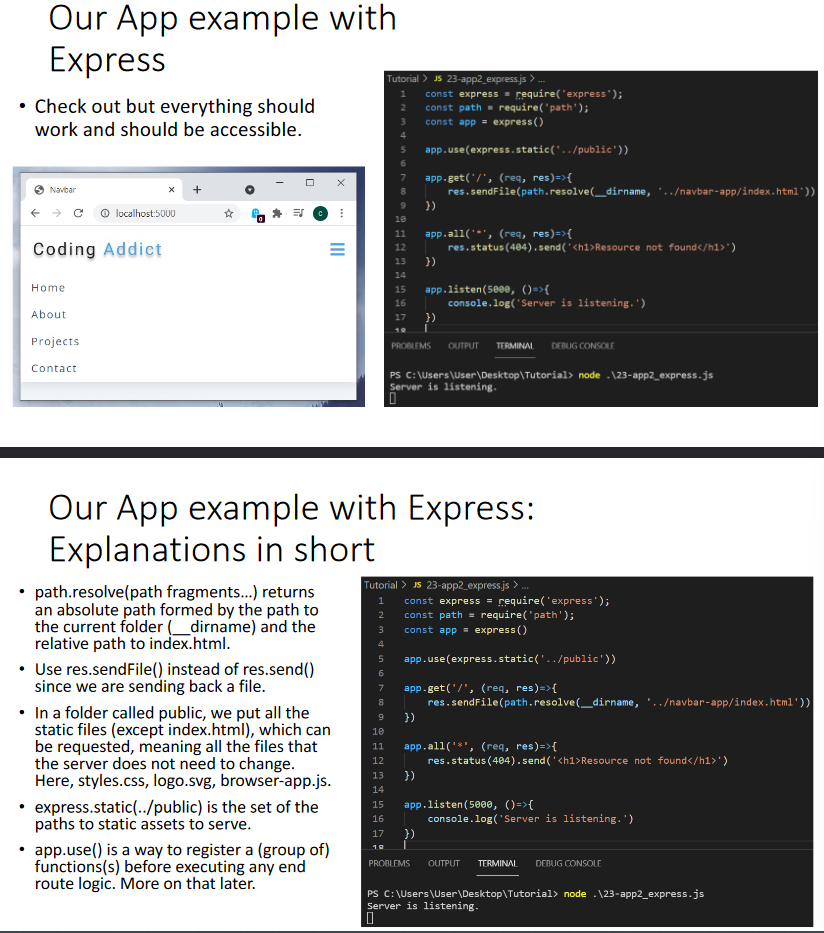 Our App example with
Express
• Check out but everything should
work and should be accessible.
Navbar
localhost:5000
Coding Addict
Home
About
Projects
Contact
Tutorial > JS 23-app2_express.js > ...
1 const express = require('express');
2 const path = require('path');
3 const app = express()
4
5 app.use(express.static('../public'))
6
7 app.get('/', (req, res)=>{
8 res.sendFile(path.resolve(__dirname, '../navbar-app/index.html'))
9 })
10
11 app.all('*', (req, res)=>{
12 res.status(404).send('<h1>Resource not found</h1>')
13 })
14
15 app.listen(5000, ()=>{
16 console.log('Server is listening.')
17 })
18
PROBLEMS OUTPUT TERMINAL DEBUG CONSOLE
PS C:\Users\User\Desktop\Tutorial> node .\23-app2_express.js
Server is listening.
Our App example with Express:
Explanations in short
• path.resolve(path fragments...) returns
an absolute path formed by the path to
the current folder (__dirname) and the
relative path to index.html.
• Use res.sendFile() instead of res.send()
since we are sending back a file.
• In a folder called public, we put all the
static files (except index.html), which can
be requested, meaning all the files that
the server does not need to change.
Here, styles.css, logo.svg, browser-app.js.
• express.static(../public) is the set of the
paths to static assets to serve.
• app.use() is a way to register a (group of)
functions(s) before executing any end
route logic. More on that later.
Tutorial > JS 23-app2_express.js > ...
1 const express = require('express');
2 const path = require('path');
3 const app = express()
4
5 app.use(express.static('../public'))
6
7 app.get('/', (req, res)=>{
8 res.sendFile(path.resolve(__dirname, '../navbar-app/index.html'))
9 })
10
11 app.all('*', (req, res)=>{
12 res.status(404).send('<h1>Resource not found</h1>')
13 })
14
15 app.listen(5000, ()=>{
16 console.log('Server is listening.')
17 })
18
PROBLEMS OUTPUT TERMINAL DEBUG CONSOLE
PS C:\Users\User\Desktop\Tutorial> node .\23-app2_express.js
Server is listening.